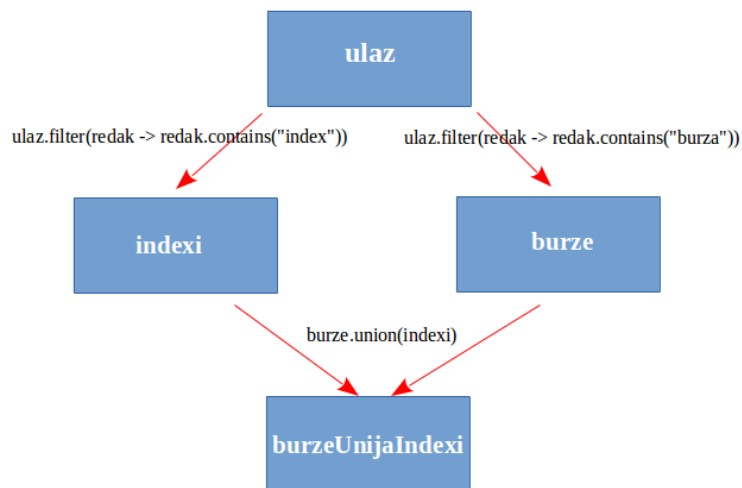 ulaz
ulaz.filter(redak -> redak.contains("index"))
ulaz.filter(redak -> redak.contains("burza"))
indexi
burze
burze.union(indexi)
burzeUnijaIndexi